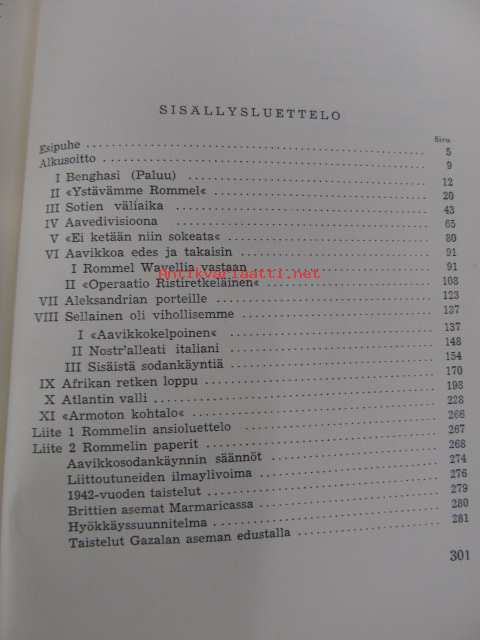 SISÄLLYSLUETTELO
Sivu
Esipuhe 5
Alkusoitto 9
I Benghasi (Paluu) 12
II «Ystävämme Rommel« 20
III Sotien väliaika 43
IV Aavedivisioona 65
V «Ei ketään niin sokeata« 80
VI Aavikkoa edes ja takaisin 91
I Rommel Wavellia vastaan 91
Antikvariaatti.net
II «Operaatio Ristiretkeläinen« 108
VII Aleksandrian porteille 123
VIII Sellainen oli vihollisemme 137
I «Aavikkokelpoinen« 137
II Nostr'alleati italiani 148
III Sisäistä sodankäyntiä 154
IX Afrikan retken loppu 170
X Atlantin valli 198
XI «Armoton kohtalo« 228
Liite 1 Rommelin ansioluettelo 266
Liite 2 Rommelin paperit 267
Aavikkosodankäynnin säännöt 268
Liittoutuneiden ilmaylivoima 274
1942-vuoden taistelut 276
Brittien asemat Marmaricassa 279
Hyökkäyssuunnitelma 280
Taistelut Gazalan aseman edustalla 281
301